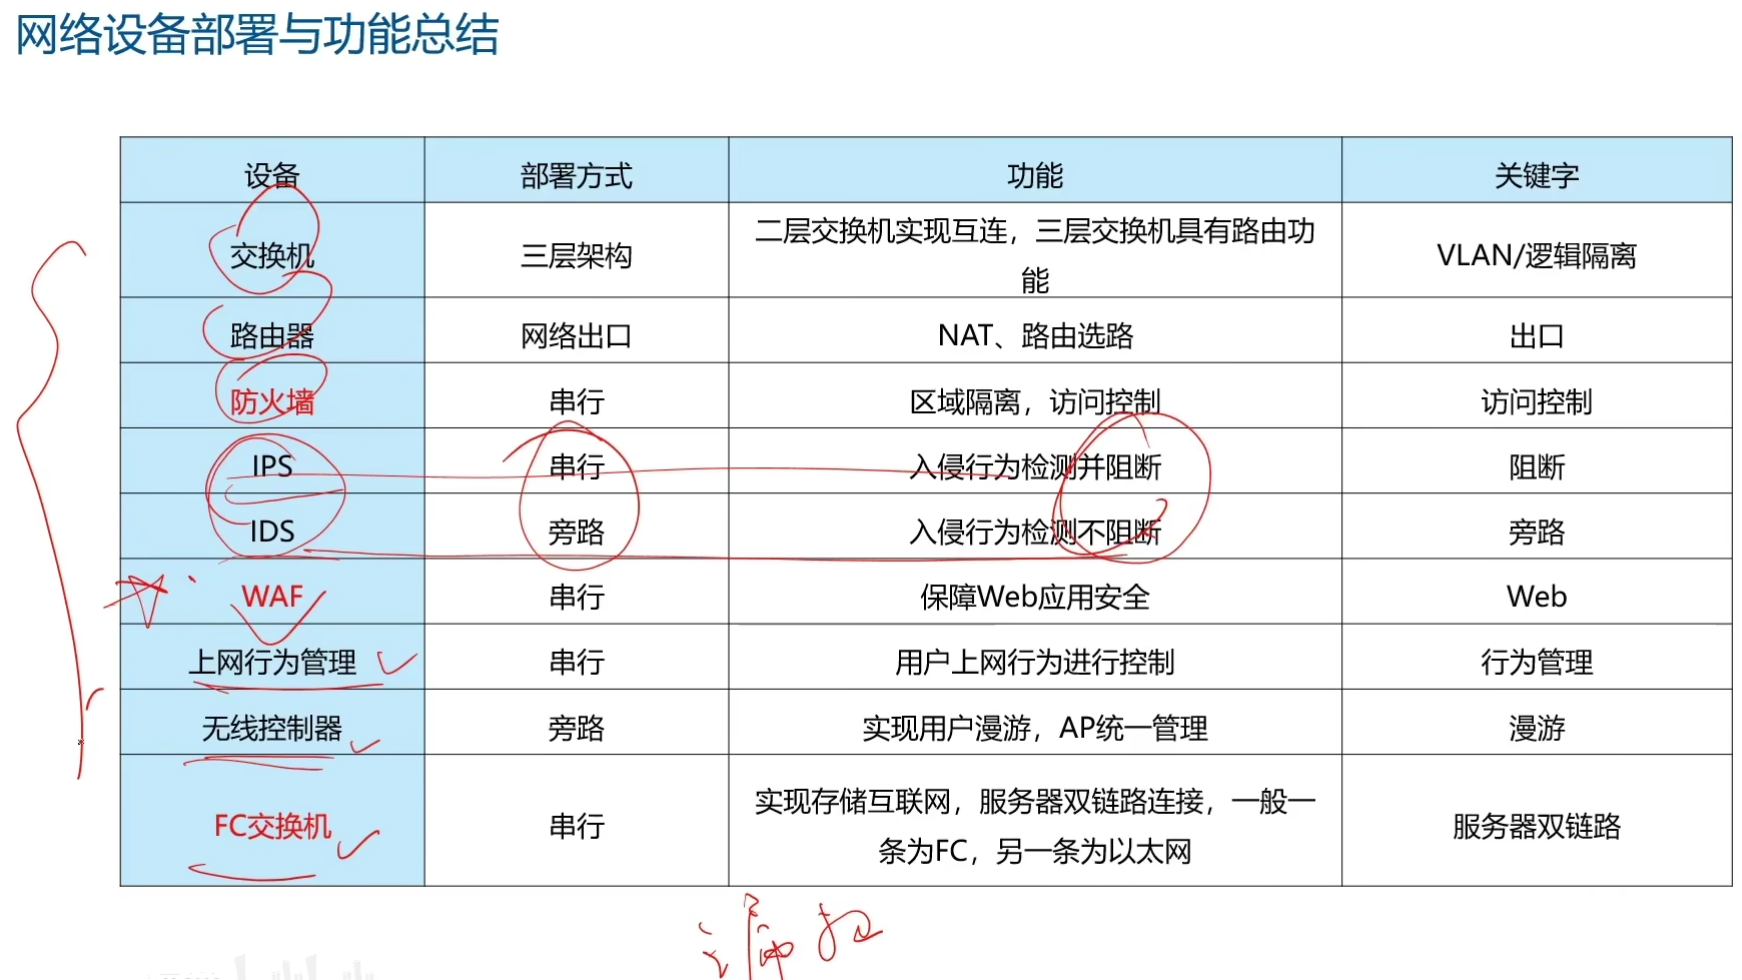 网络设备部署与功能总结
设备 部署方式 功能 关键字
交换机 三层架构 二层交换机实现互连，三层交换机具有路由功
能 VLAN/逻辑隔离
路由器 网络出口 NAT、路由选路 出口
防火墙 串行 区域隔离，访问控制 访问控制
IPS 串行 入侵行为检测并阻断 阻断
IDS 旁路 入侵行为检测不阻断 旁路
WAF 串行 保障Web应用安全 Web
上网行为管理 串行 用户上网行为进行控制 行为管理
无线控制器 旁路 实现用户漫游，AP统一管理 漫游
FC交换机 串行 实现存储互联网，服务器双链路连接，一般一
条为FC，另一条为以太网 服务器双链路
漏扫